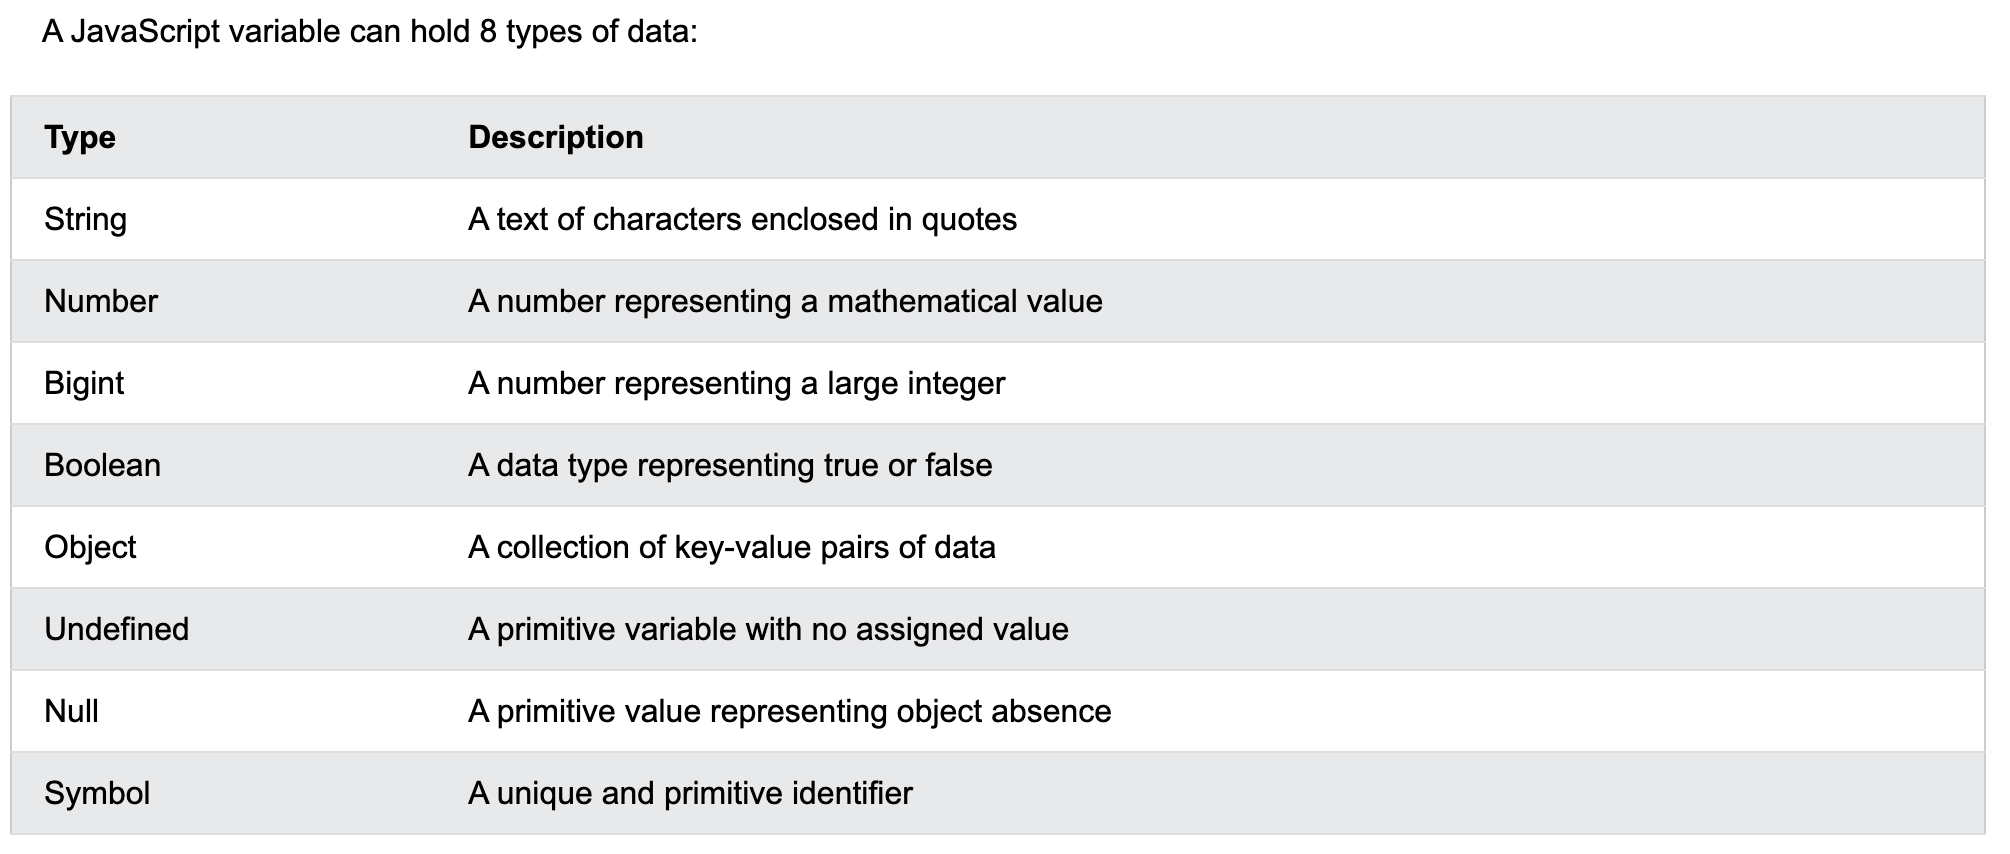 A JavaScript variable can hold 8 types of data:
Type Description
String A text of characters enclosed in quotes
Number A number representing a mathematical value
Bigint A number representing a large integer
Boolean A data type representing true or false
Object A collection of key-value pairs of data
Undefined A primitive variable with no assigned value
Null A primitive value representing object absence
Symbol A unique and primitive identifier